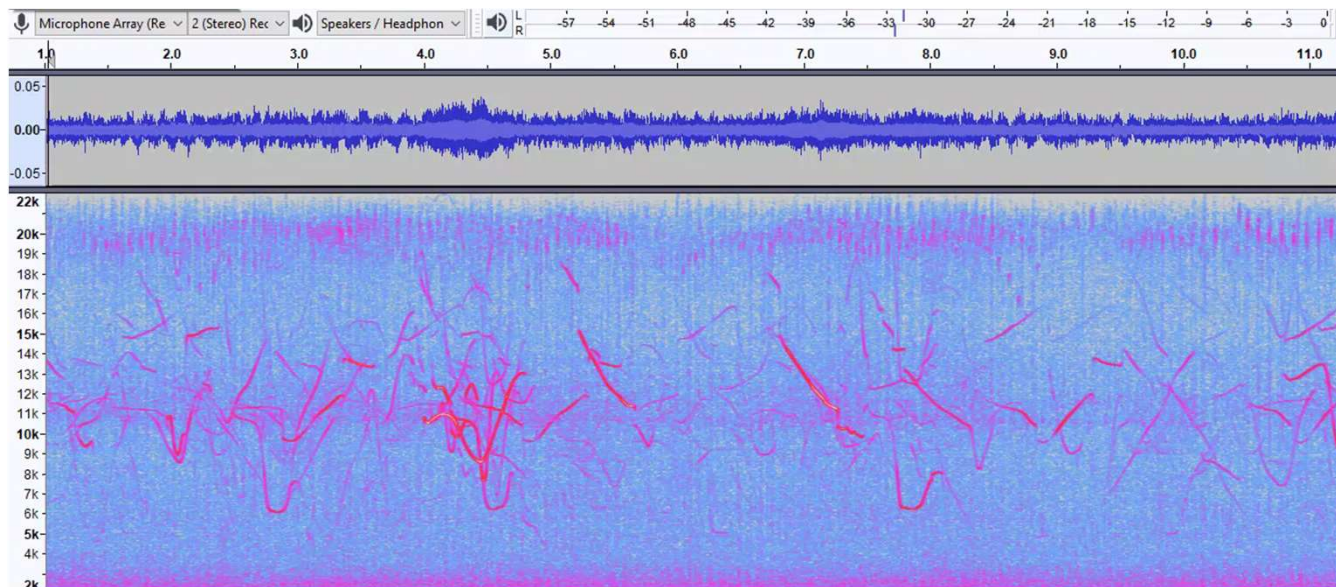 Microphone Array (Re 2 (Stereo) Rec Speakers / Headphon L -57 -54 -51 -48 -45 -42 -39 -36 -33 -30 -27 -24 -21 -18 -15 -12 -9 -6 -3 0
R
1.0 2.0 3.0 4.0 5.0 6.0 7.0 8.0 9.0 10.0 11.0
0.05
0.00
-0.05
22k
20k
19k
18k
16k
15k
14k
12k
11k
10k
9k
8k
7k
6k
5k
4k
2k